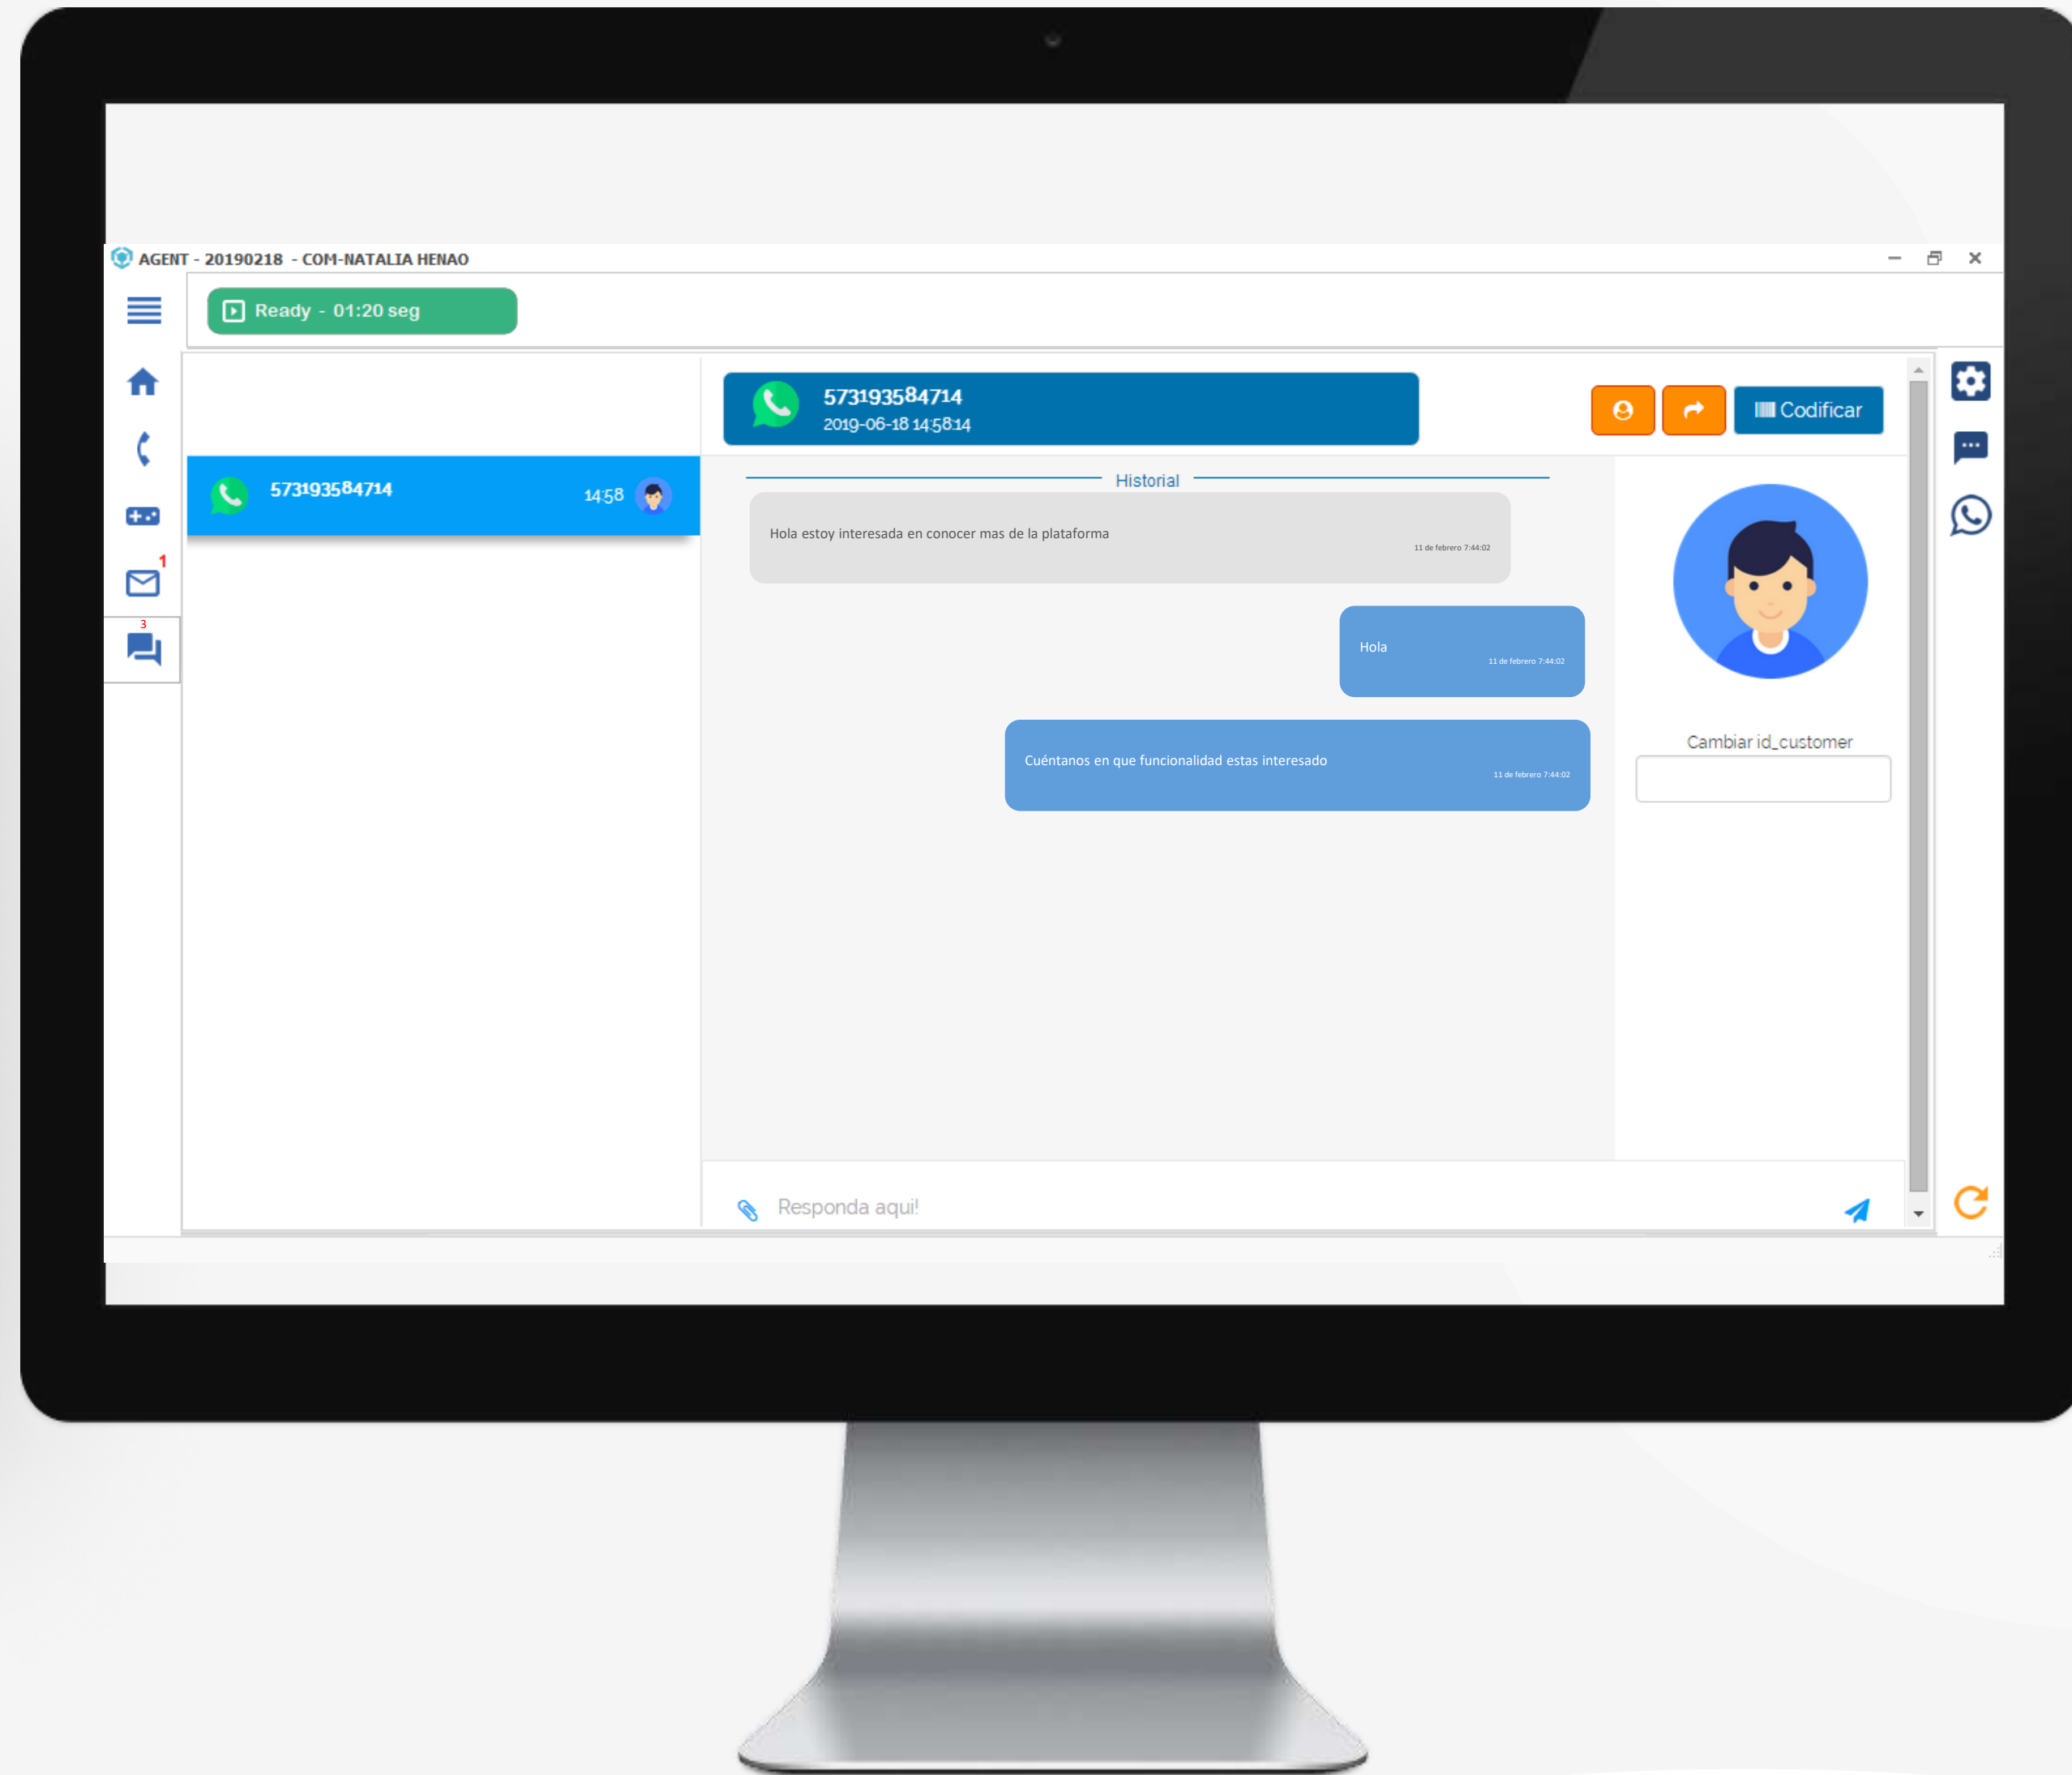 AGENT - 20190218 - COM-NATALIA HENAO
Ready - 01:20 seg
573193584714
2019-06-18 14:58:14
Codificar
573193584714
14:58
Historial
Hola estoy interesada en conocer mas de la plataforma
11 de febrero 7:44:02
1
3
Hola
11 de febrero 7:44:02
Cuéntanos en que funcionalidad estas interesado
11 de febrero 7:44:02
Cambiar id_customer
Responda aqui!